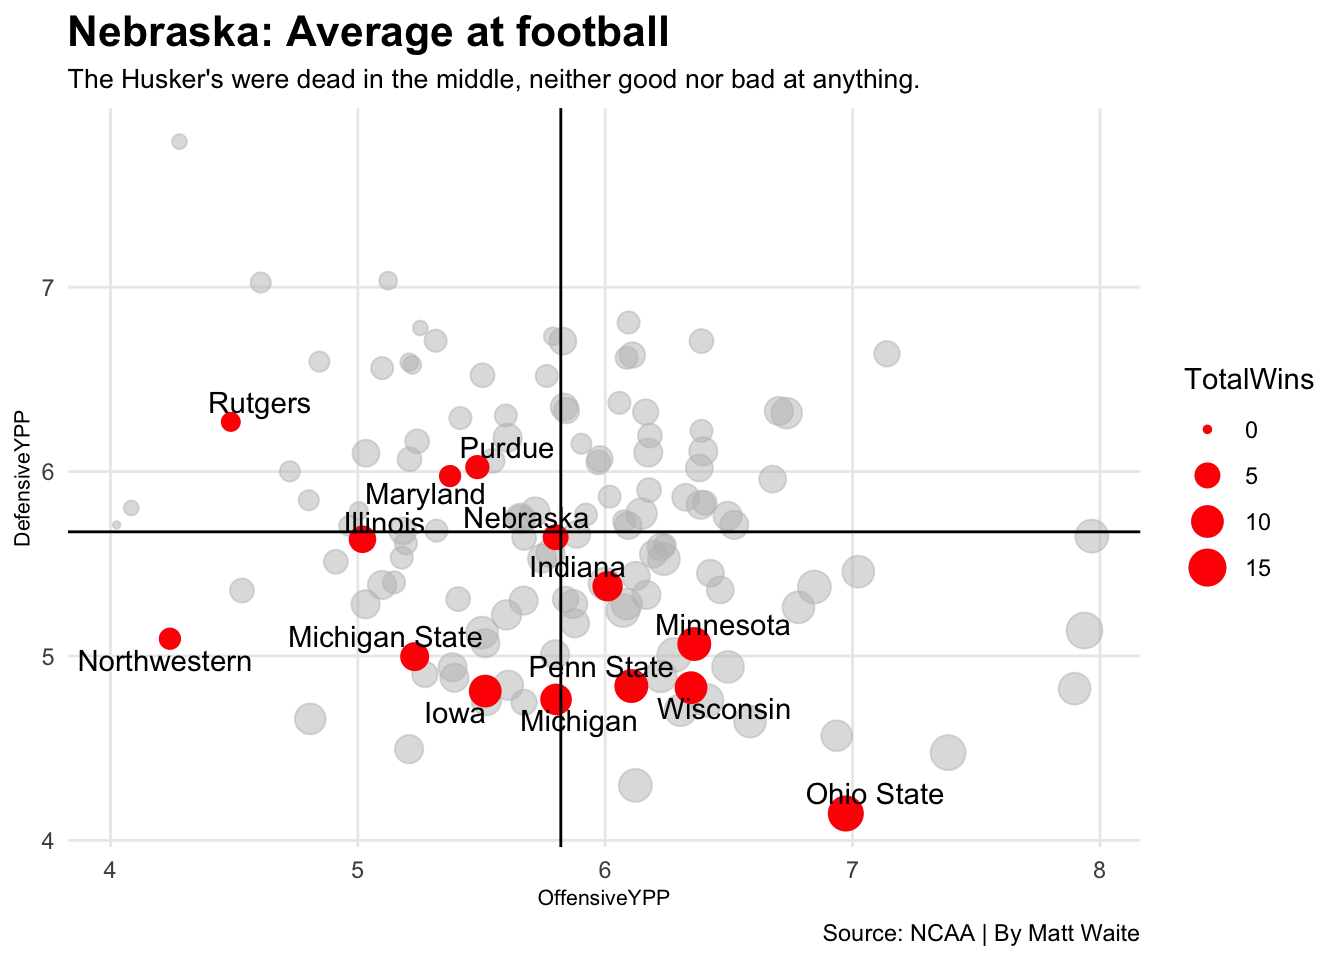 Nebraska: Average at football
The Husker's were dead in the middle, neither good nor bad at anything.
DefensiveYPP
7
6
5
4
Rutgers
Purdue
Maryland
Illinois
Nebraska
Indiana
Minnesota
Michigan State
Northwestern
Penn State
Iowa
Michigan
Wisconsin
Ohio State
4
5
6
7
8
OffensiveYPP
TotalWins
0
5
10
15
Source: NCAA | By Matt Waite